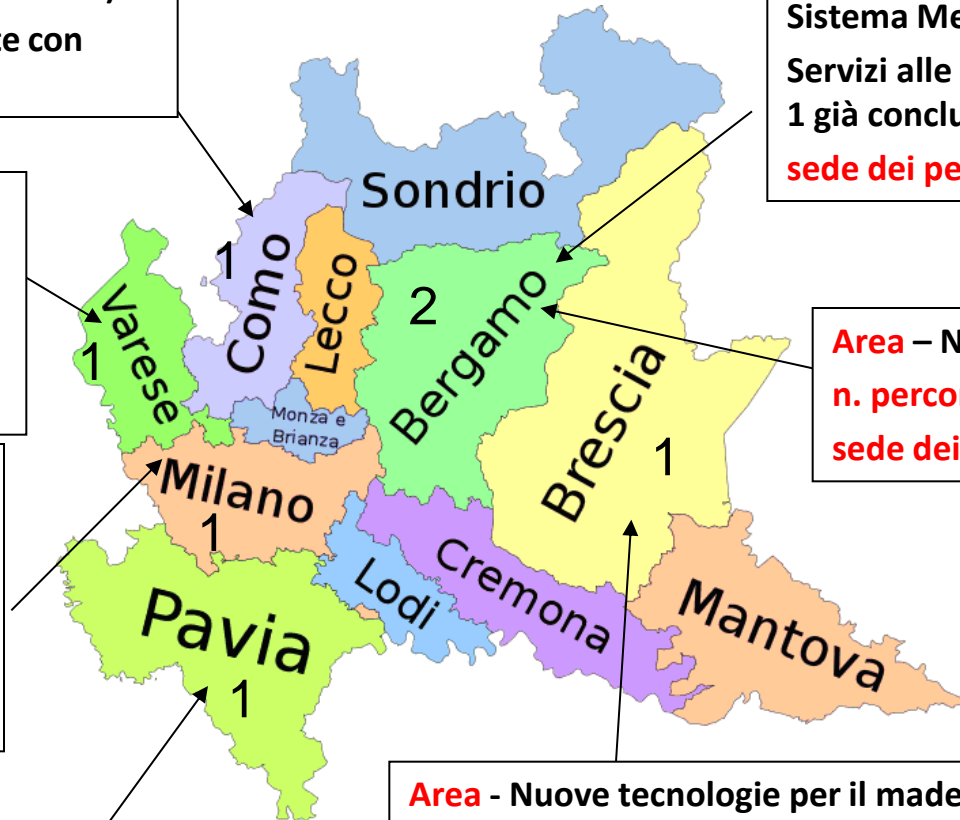 te con
Sistema Me
Servizi alle
1 già conclu
sede dei pe
Sondrio
Como
1
Lecco
Varese
1
2
Bergamo
Area – N
n. percor
sede dei
Monza e
Brianza
Brescia
1
Milano
1
Cremona
Lodi
Pavia
1
Mantova
Area - Nuove tecnologie per il made